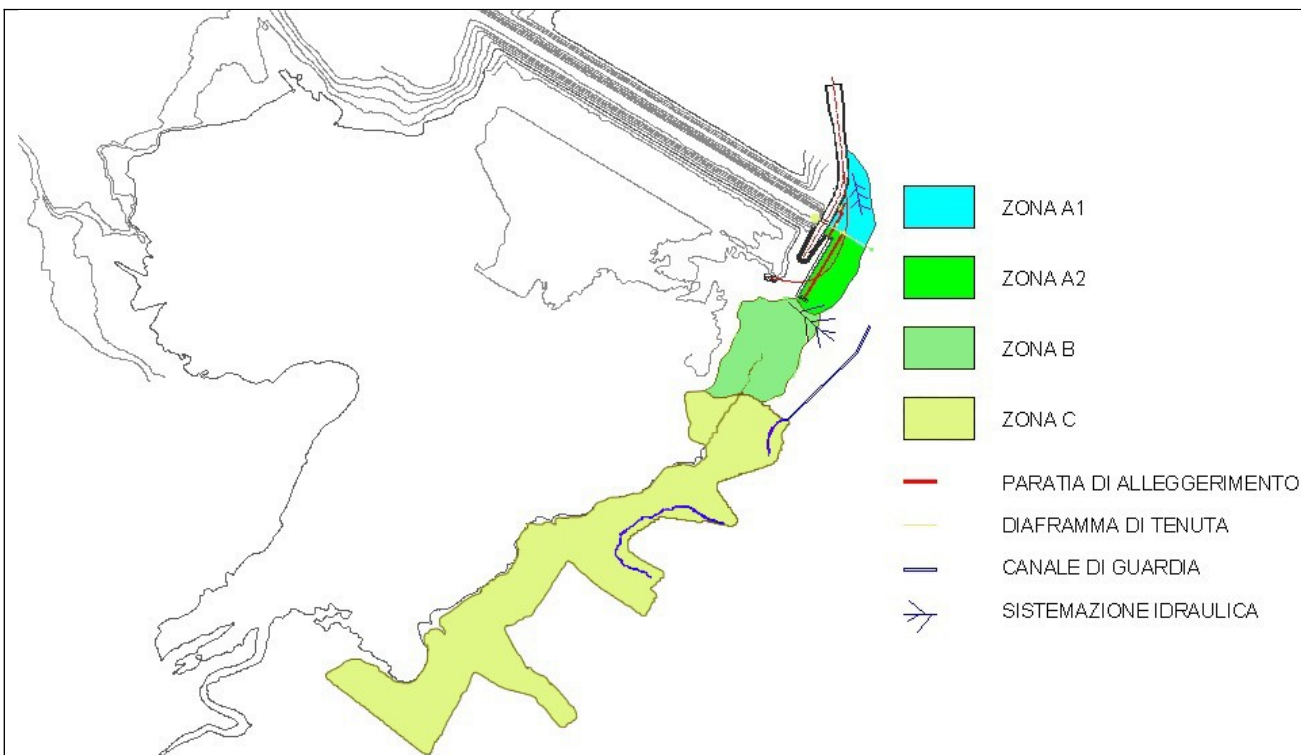 ZONA A1
ZONA A2
ZONA B
ZONA C
PARATIA DI ALLEGGERIMENTO
DIAFRAMMA DI TENUTA
CANALE DI GUARDIA
SISTEMAZIONE IDRAULICA